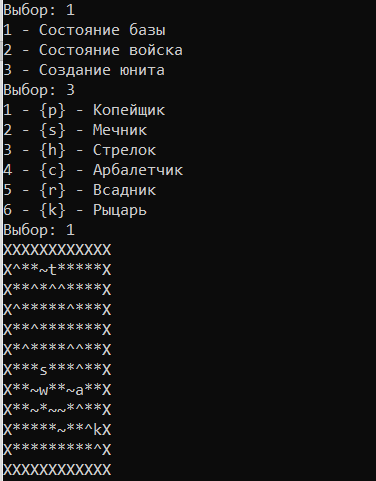 Выбор: 1
1 - Состояние базы
2 - Состояние войска
3 - Создание юнита
Выбор: 3
1 - {p} - Копейщик
2 - {s} - Мечник
3 - {h} - Стрелок
4 - {c} - Арбалетчик
5 - {r} - Всадник
6 - {k} - Рыцарь
Выбор: 1
XXXXXXXXXXXX
X^**~t*****X
X**^*^^****X
X^*****^***X
X**^*******X
X*^****^^**X
X***s***^**X
X**~w**~a**X
X**~*~~*^**X
X*****~**^kX
X*********^X
XXXXXXXXXXXX